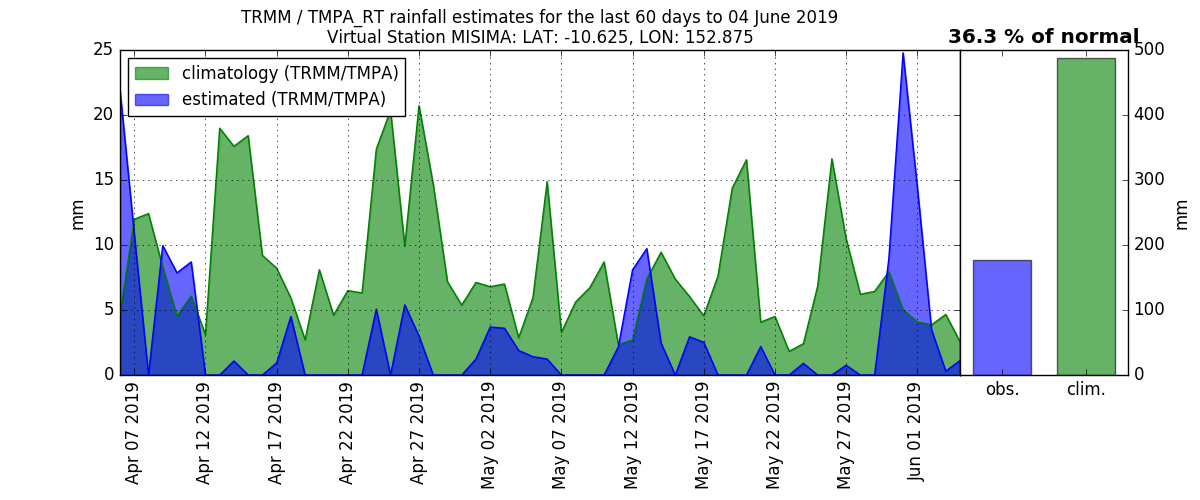 TRMM / TMPA_RT rainfall estimates for the last 60 days to 04 June 2019
Virtual Station MISIMA: LAT: -10.625, LON: 152.875
36.3 % of normal
climatology (TRMM/TMPA)
estimated (TRMM/TMPA)
mm
25
20
15
10
5
0
Apr 07 2019
Apr 12 2019
Apr 17 2019
Apr 22 2019
Apr 27 2019
May 02 2019
May 07 2019
May 12 2019
May 17 2019
May 22 2019
May 27 2019
Jun 01 2019
500
400
300
200
100
0
mm
obs.
clim.